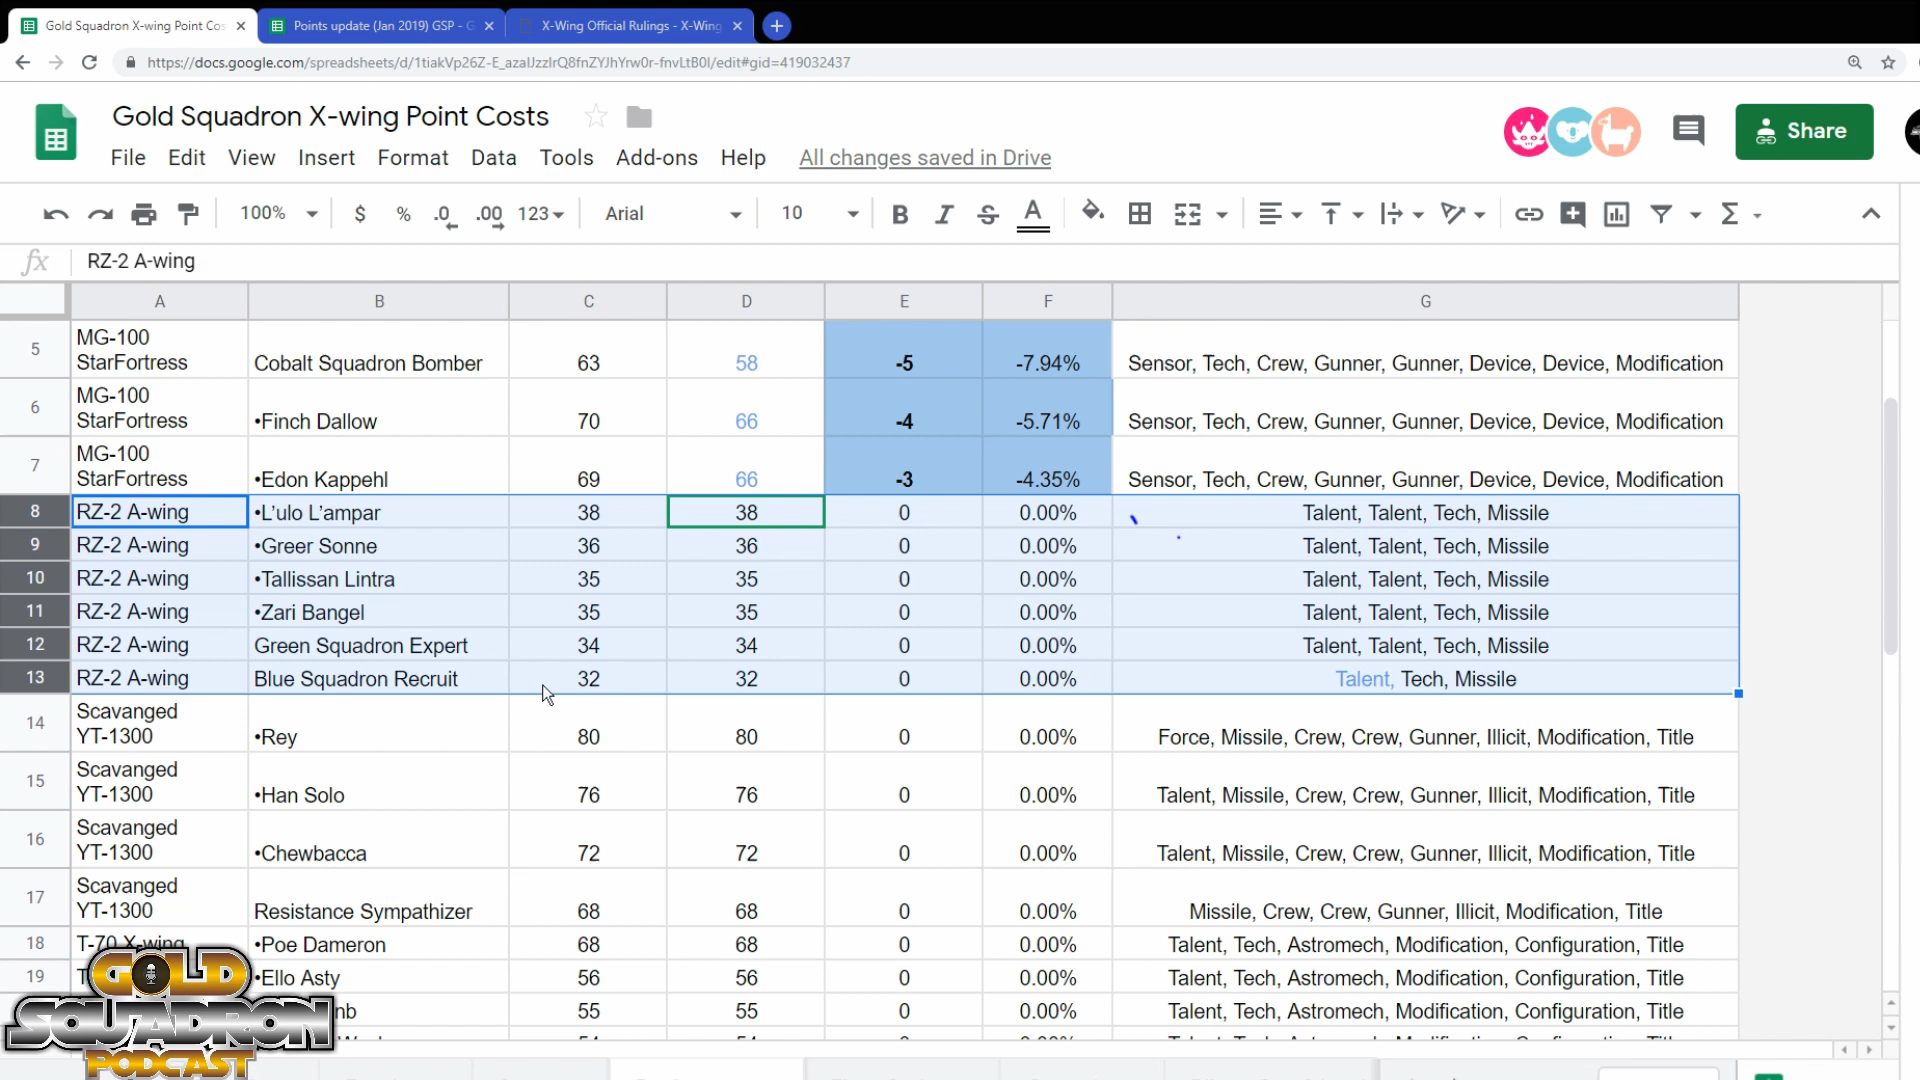 Gold Squadron X-wing Point Cos
Points update (Jan 2019) GSP - G
X-Wing Official Rulings - X-Wing
https://docs.google.com/spreadsheets/d/1tiakVp26Z-E_azaIJzzIrQ8fnZYJhYrw0r-fnvLtB0I/edit#gid=419032437
Gold Squadron X-wing Point Costs
File Edit View Insert Format Data Tools Add-ons Help All changes saved in Drive
Share
100% $ % .0 .00 123 Arial 10 B I S A Σ
fx RZ-2 A-wing
A B C D E F G
5 MG-100 StarFortress Cobalt Squadron Bomber 63 58 -5 -7.94% Sensor, Tech, Crew, Gunner, Gunner, Device, Device, Modification
6 MG-100 StarFortress •Finch Dallow 70 66 -4 -5.71% Sensor, Tech, Crew, Gunner, Gunner, Device, Device, Modification
7 MG-100 StarFortress •Edon Kappehl 69 66 -3 -4.35% Sensor, Tech, Crew, Gunner, Gunner, Device, Device, Modification
8 RZ-2 A-wing •L'ulo L'ampar 38 38 0 0.00% Talent, Talent, Tech, Missile
9 RZ-2 A-wing •Greer Sonne 36 36 0 0.00% Talent, Talent, Tech, Missile
10 RZ-2 A-wing •Tallissan Lintra 35 35 0 0.00% Talent, Talent, Tech, Missile
11 RZ-2 A-wing •Zari Bangel 35 35 0 0.00% Talent, Talent, Tech, Missile
12 RZ-2 A-wing Green Squadron Expert 34 34 0 0.00% Talent, Talent, Tech, Missile
13 RZ-2 A-wing Blue Squadron Recruit 32 32 0 0.00% Talent, Tech, Missile
14 Scavanged YT-1300 •Rey 80 80 0 0.00% Force, Missile, Crew, Crew, Gunner, Illicit, Modification, Title
15 Scavanged YT-1300 •Han Solo 76 76 0 0.00% Talent, Missile, Crew, Crew, Gunner, Illicit, Modification, Title
16 Scavanged YT-1300 •Chewbacca 72 72 0 0.00% Talent, Missile, Crew, Crew, Gunner, Illicit, Modification, Title
17 Scavanged YT-1300 Resistance Sympathizer 68 68 0 0.00% Missile, Crew, Crew, Gunner, Illicit, Modification, Title
18 T-70 X-wing •Poe Dameron 68 68 0 0.00% Talent, Tech, Astromech, Modification, Configuration, Title
19 T •Ello Asty 56 56 0 0.00% Talent, Tech, Astromech, Modification, Configuration, Title
nb 55 55 0 0.00% Talent, Tech, Astromech, Modification, Configuration, Title
GOLD
SQUADRON
PODCAST